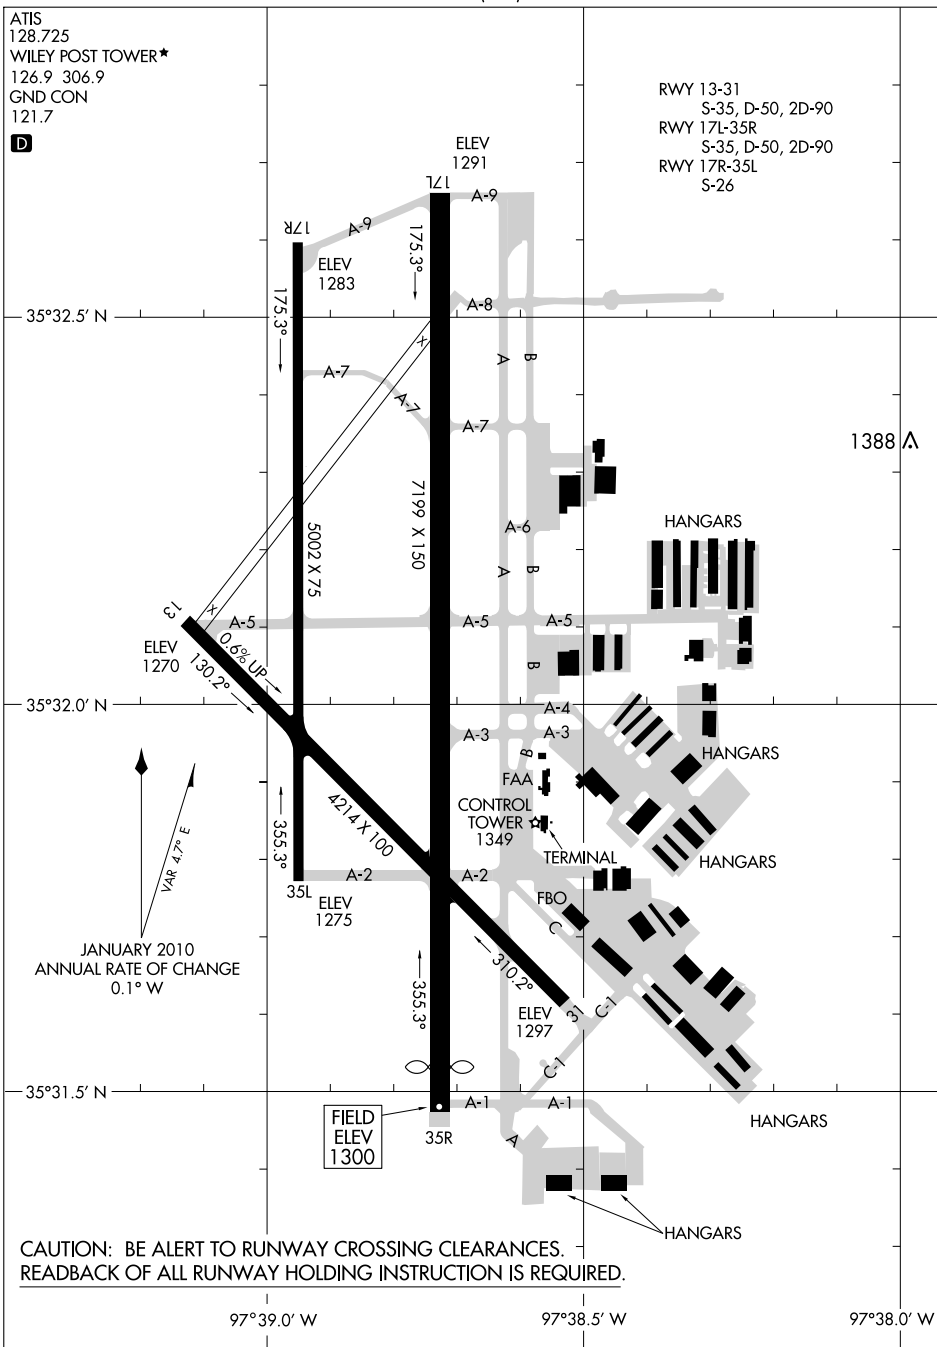 ATIS
128.725
WILEY POST TOWER★
126.9 306.9
GND CON
121.7
D
RWY 13-31
S-35, D-50, 2D-90
RWY 17L-35R
S-35, D-50, 2D-90
RWY 17R-35L
S-26
ELEV
1291
17L
A-9
A-9
17R
175.3°
ELEV
1283
175.3°
A-8
35°32.5' N
X
A
B
A-7
A-7
A-7
1388
7199 X 150
5002 X 75
A-6
HANGARS
A
B
X
13
A-5
A-5
A-5
0.6% UP
ELEV
1270
130.2°
B
35°32.0' N
A-4
A-3
A-3
B
HANGARS
FAA
VAR 4.7° E
355.3°
4214 X 100
CONTROL
TOWER
1349
TERMINAL
HANGARS
A-2
A-2
35L
ELEV
1275
FBO
C
JANUARY 2010
ANNUAL RATE OF CHANGE
0.1° W
310.2°
355.3°
ELEV
1297
31
C-1
C-1
35°31.5' N
A-1
A-1
FIELD
ELEV
1300
35R
A
HANGARS
HANGARS
CAUTION: BE ALERT TO RUNWAY CROSSING CLEARANCES.
READBACK OF ALL RUNWAY HOLDING INSTRUCTION IS REQUIRED.
97°39.0' W
97°38.5' W
97°38.0' W